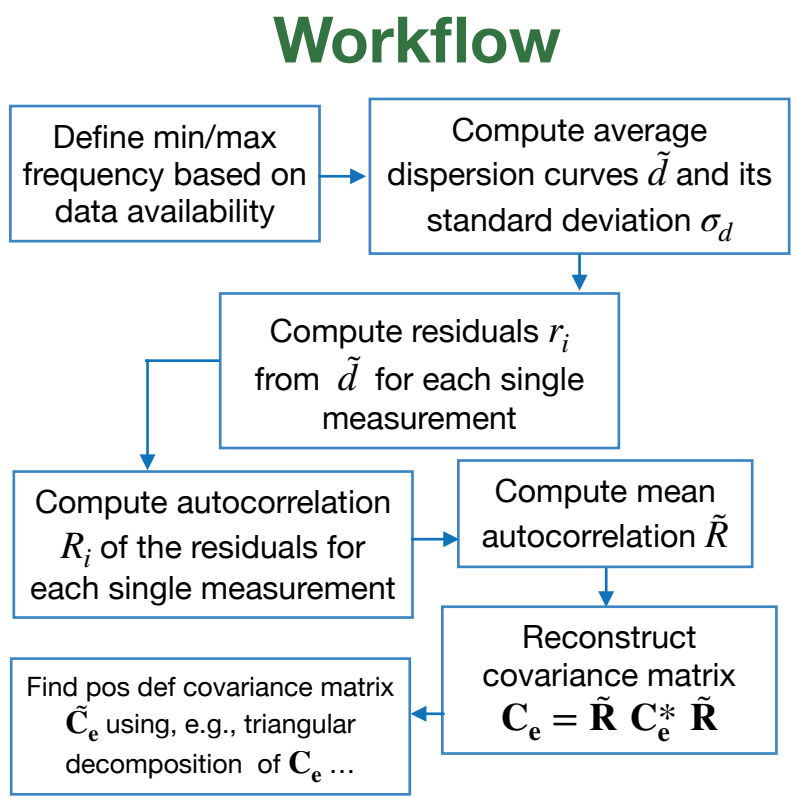 Workflow
Define min/max
frequency based on
data availability
Compute average
dispersion curves d̃ and its
standard deviation σ_d
Compute residuals r_i
from d̃ for each single
measurement
Compute autocorrelation
R_i of the residuals for
each single measurement
Compute mean
autocorrelation R̃
Reconstruct
covariance matrix
C_e = R̃ C_e^* R̃
Find pos def covariance matrix
C̃_e using, e.g., triangular
decomposition of C_e ...